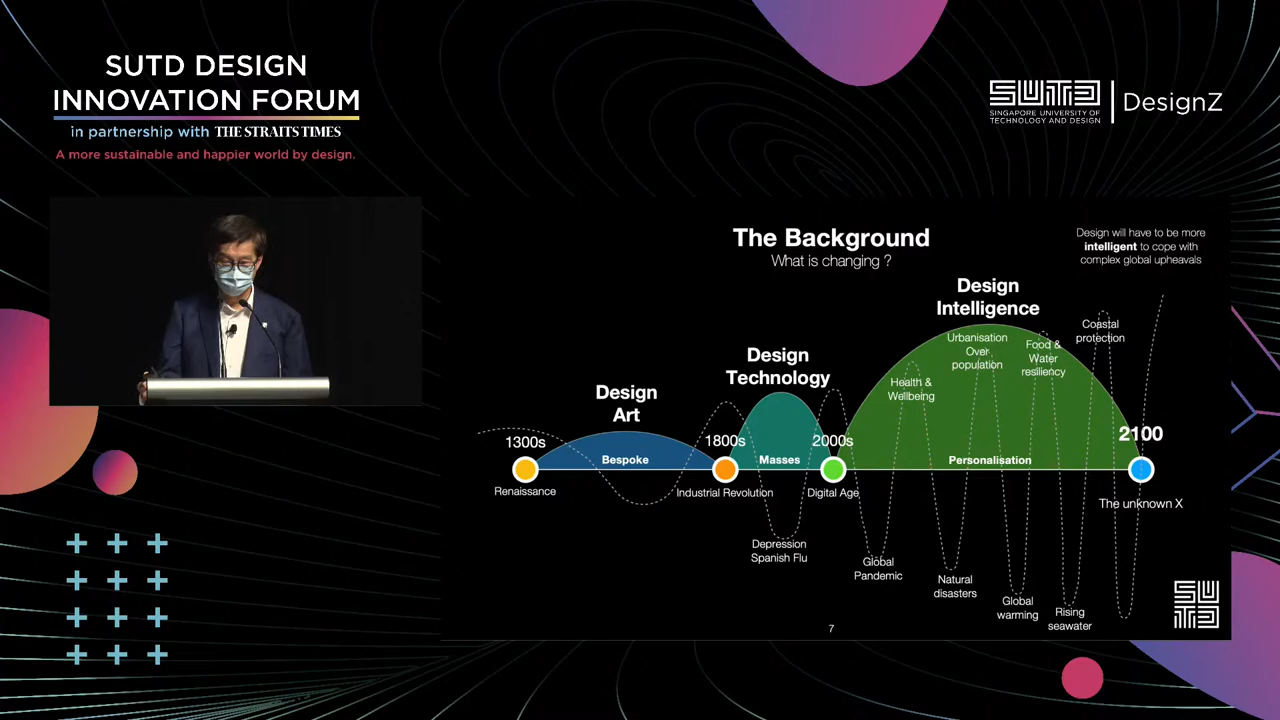 SUTD DESIGN
INNOVATION FORUM
in partnership with THE STRAITS TIMES
A more sustainable and happier world by design.
SUTD
SINGAPORE UNIVERSITY OF
TECHNOLOGY AND DESIGN
DesignZ
The Background
What is changing ?
Design will have to be more
intelligent to cope with
complex global upheavals
Design
Art
Design
Technology
Design
Intelligence
Health &
Wellbeing
Urbanisation
Over
population
Food &
Water
resiliency
Coastal
protection
1300s
1800s
2000s
2100
Bespoke
Masses
Personalisation
Renaissance
Industrial Revolution
Digital Age
The unknown X
Depression
Spanish Flu
Global
Pandemic
Natural
disasters
Global
warming
Rising
seawater
7
SUTD